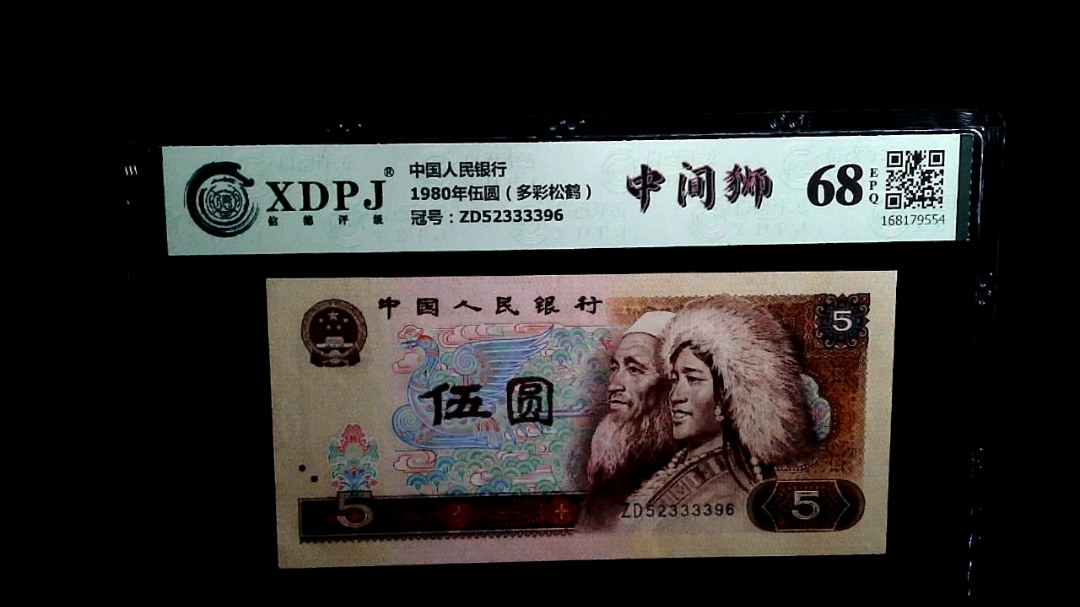 XDPJ®
信德评级
中国人民银行
1980年伍圆（多彩松鹤）
冠号：ZD52333396
中间狮
68
EPQ
168179554
中国人民银行
5
伍圆
ZD52333396
5
5